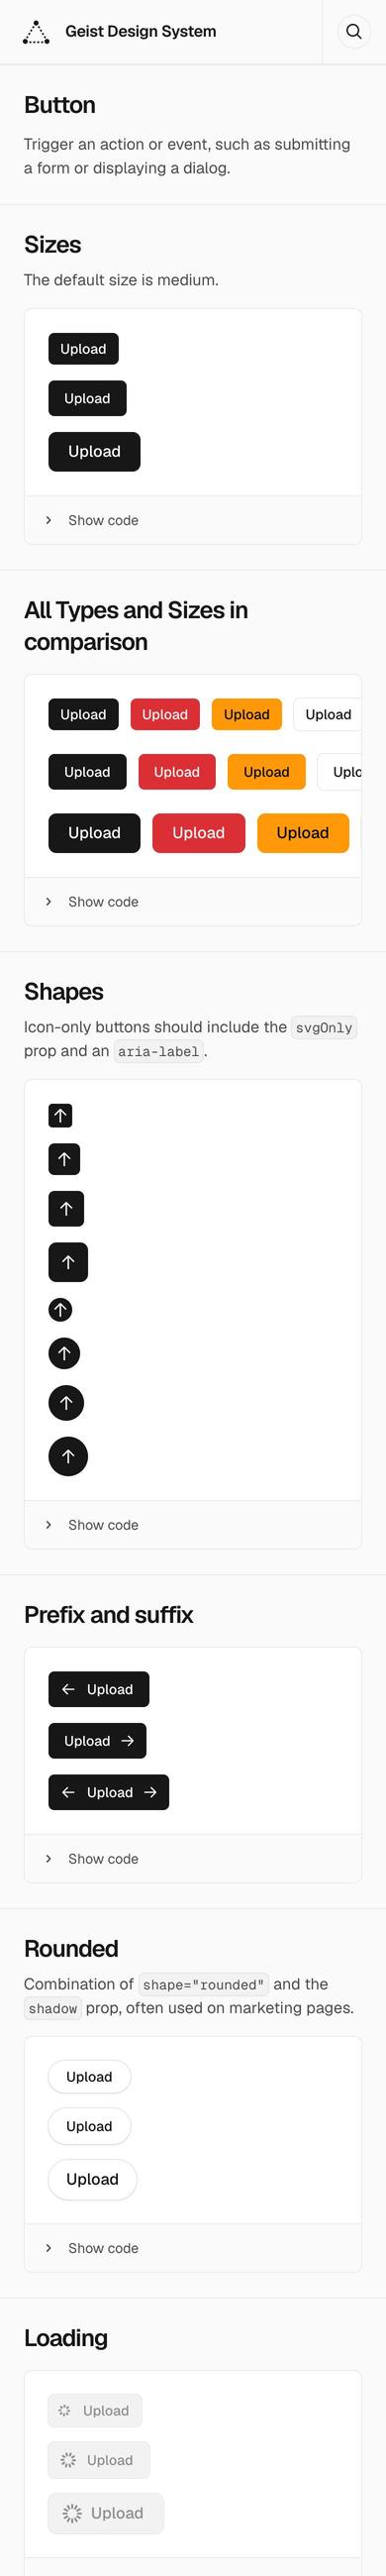 Geist Design System
Button
Trigger an action or event, such as submitting
a form or displaying a dialog.
Sizes
The default size is medium.
Upload
Upload
Upload
Show code
All Types and Sizes in
comparison
Upload Upload Upload Upload
Upload Upload Upload Uplo
Upload Upload Upload
Show code
Shapes
Icon-only buttons should include the svgOnly
prop and an aria-label.
Show code
Prefix and suffix
Upload
Upload
Upload
Show code
Rounded
Combination of shape="rounded" and the
shadow prop, often used on marketing pages.
Upload
Upload
Upload
Show code
Loading
Upload
Upload
Upload